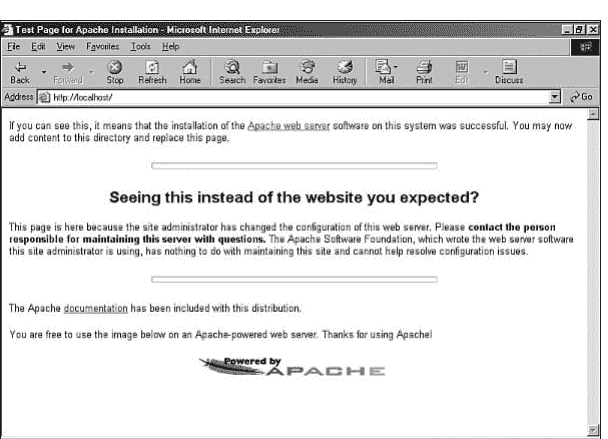 Test Page for Apache Installation - Microsoft Internet Explorer
File Edit View Favorites Tools Help
Back Forward Stop Refresh Home Search Favorites Media History Mail Print Edit Discuss
Address http://localhost/ Go
If you can see this, it means that the installation of the Apache web server software on this system was successful. You may now
add content to this directory and replace this page.
Seeing this instead of the website you expected?
This page is here because the site administrator has changed the configuration of this web server. Please contact the person
responsible for maintaining this server with questions. The Apache Software Foundation, which wrote the web server software
this site administrator is using, has nothing to do with maintaining this site and cannot help resolve configuration issues.
The Apache documentation has been included with this distribution.
You are free to use the image below on an Apache-powered web server. Thanks for using Apache!
Powered by
APACHE